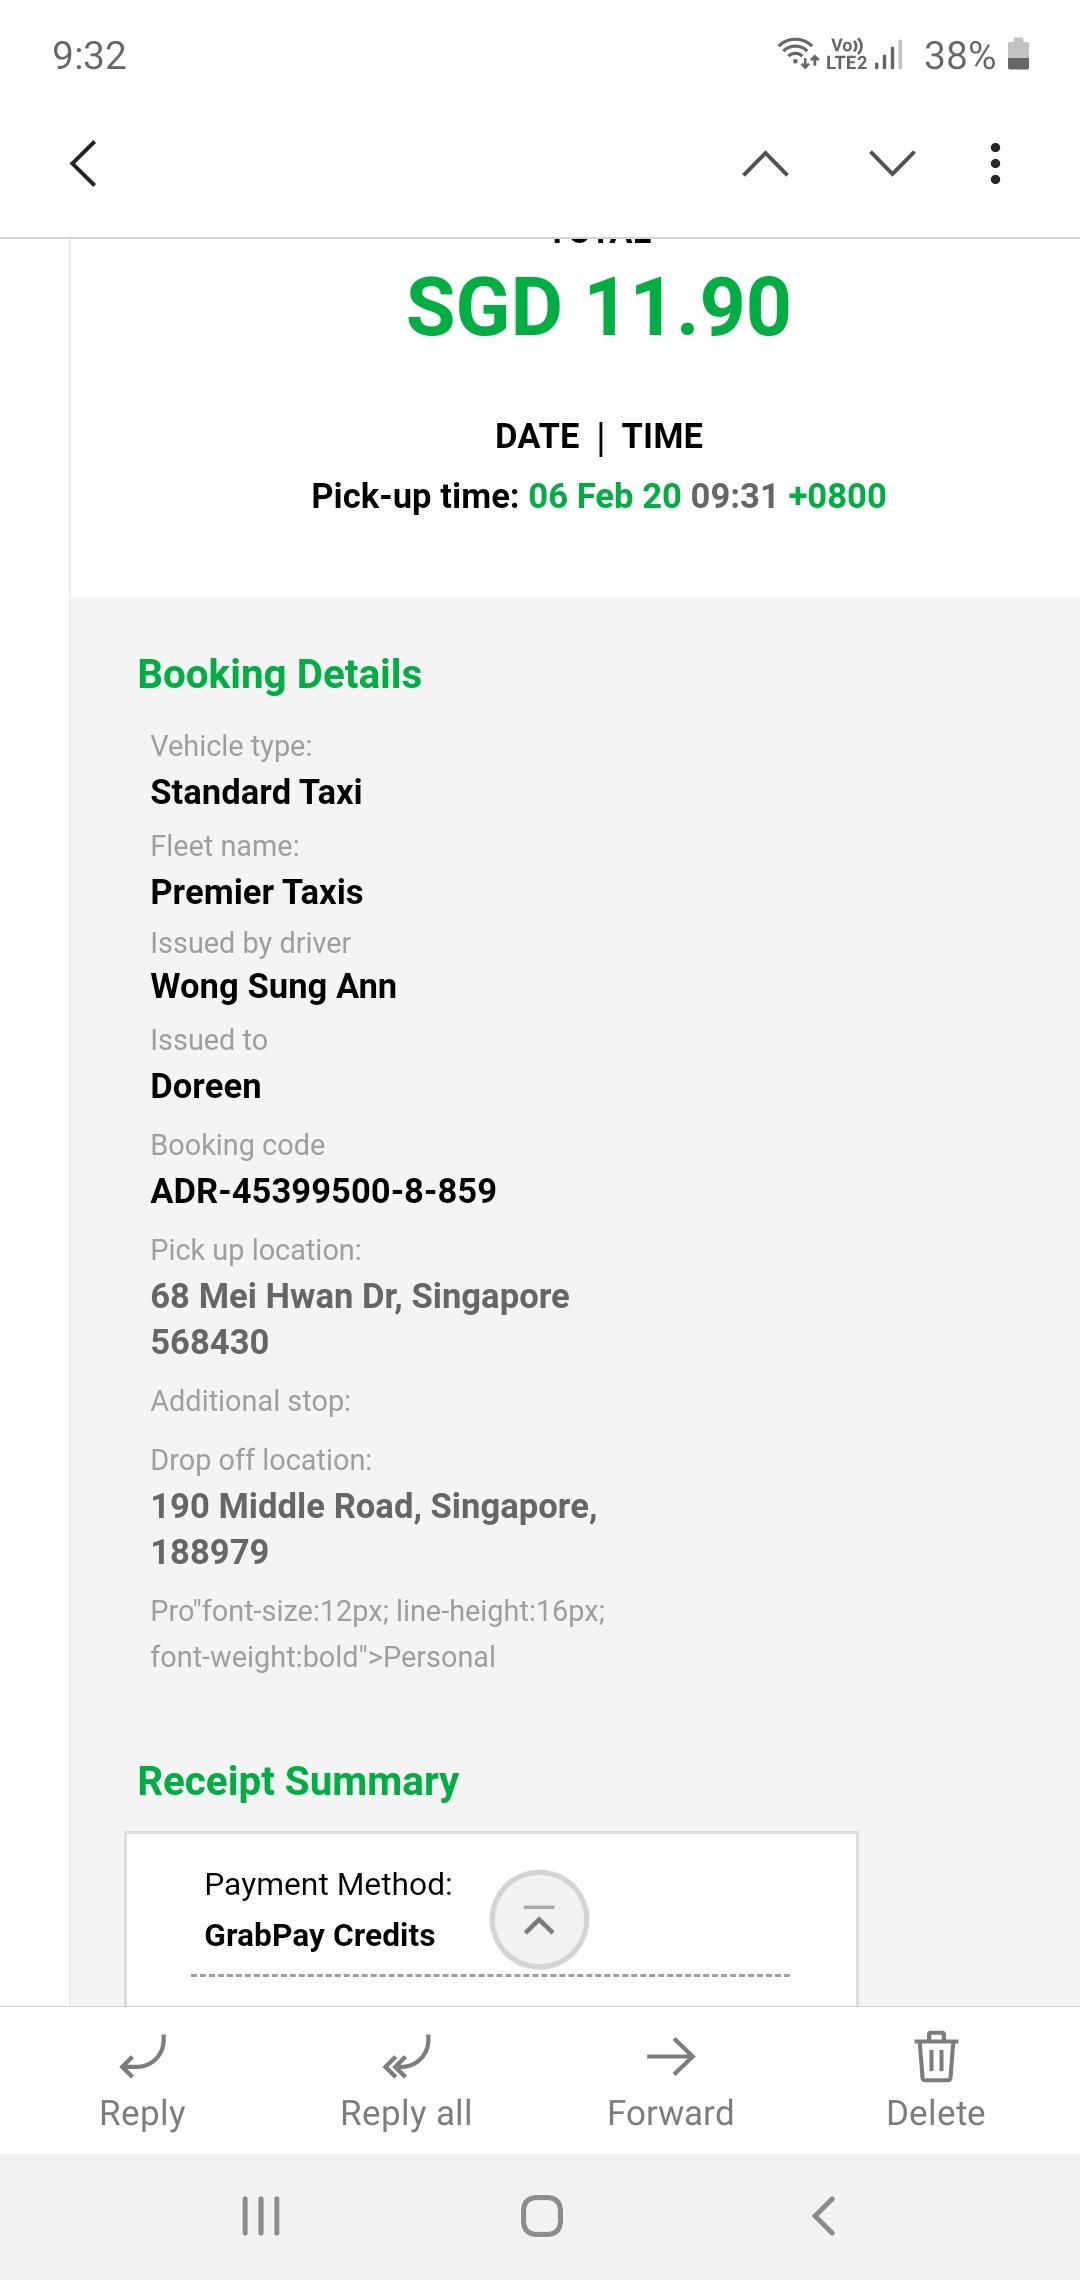 9:32
Vo)) LTE2 38%
TOTAL
SGD 11.90
DATE | TIME
Pick-up time: 06 Feb 20 09:31 +0800
Booking Details
Vehicle type:
Standard Taxi
Fleet name:
Premier Taxis
Issued by driver
Wong Sung Ann
Issued to
Doreen
Booking code
ADR-45399500-8-859
Pick up location:
68 Mei Hwan Dr, Singapore
568430
Additional stop:
Drop off location:
190 Middle Road, Singapore,
188979
Pro"font-size:12px; line-height:16px;
font-weight:bold">Personal
Receipt Summary
Payment Method:
GrabPay Credits
Reply Reply all Forward Delete